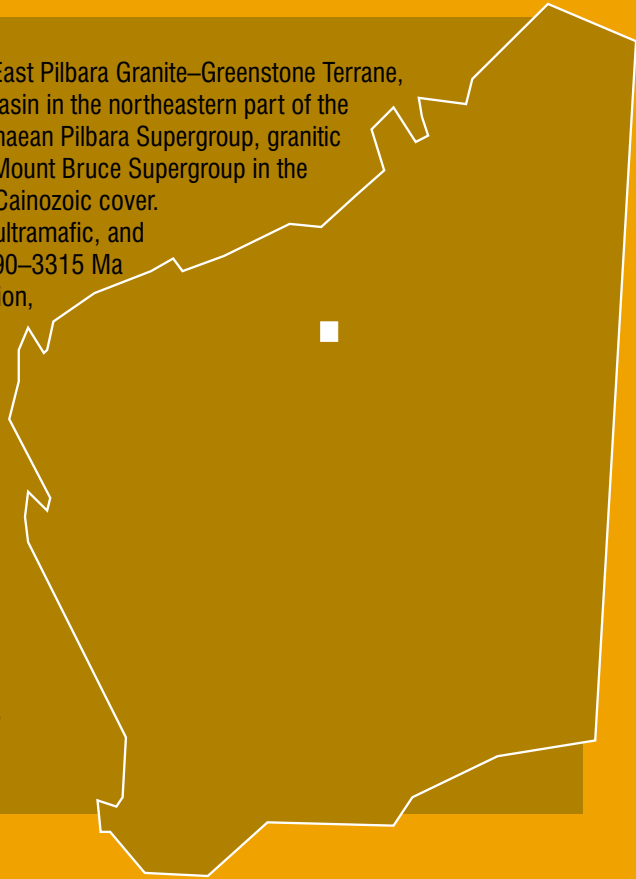 East Pilbara Granite–Greenstone Terrane,
asin in the northeastern part of the
haean Pilbara Supergroup, granitic
Mount Bruce Supergroup in the
Cainozoic cover.
ultramafic, and
90–3315 Ma
ion,